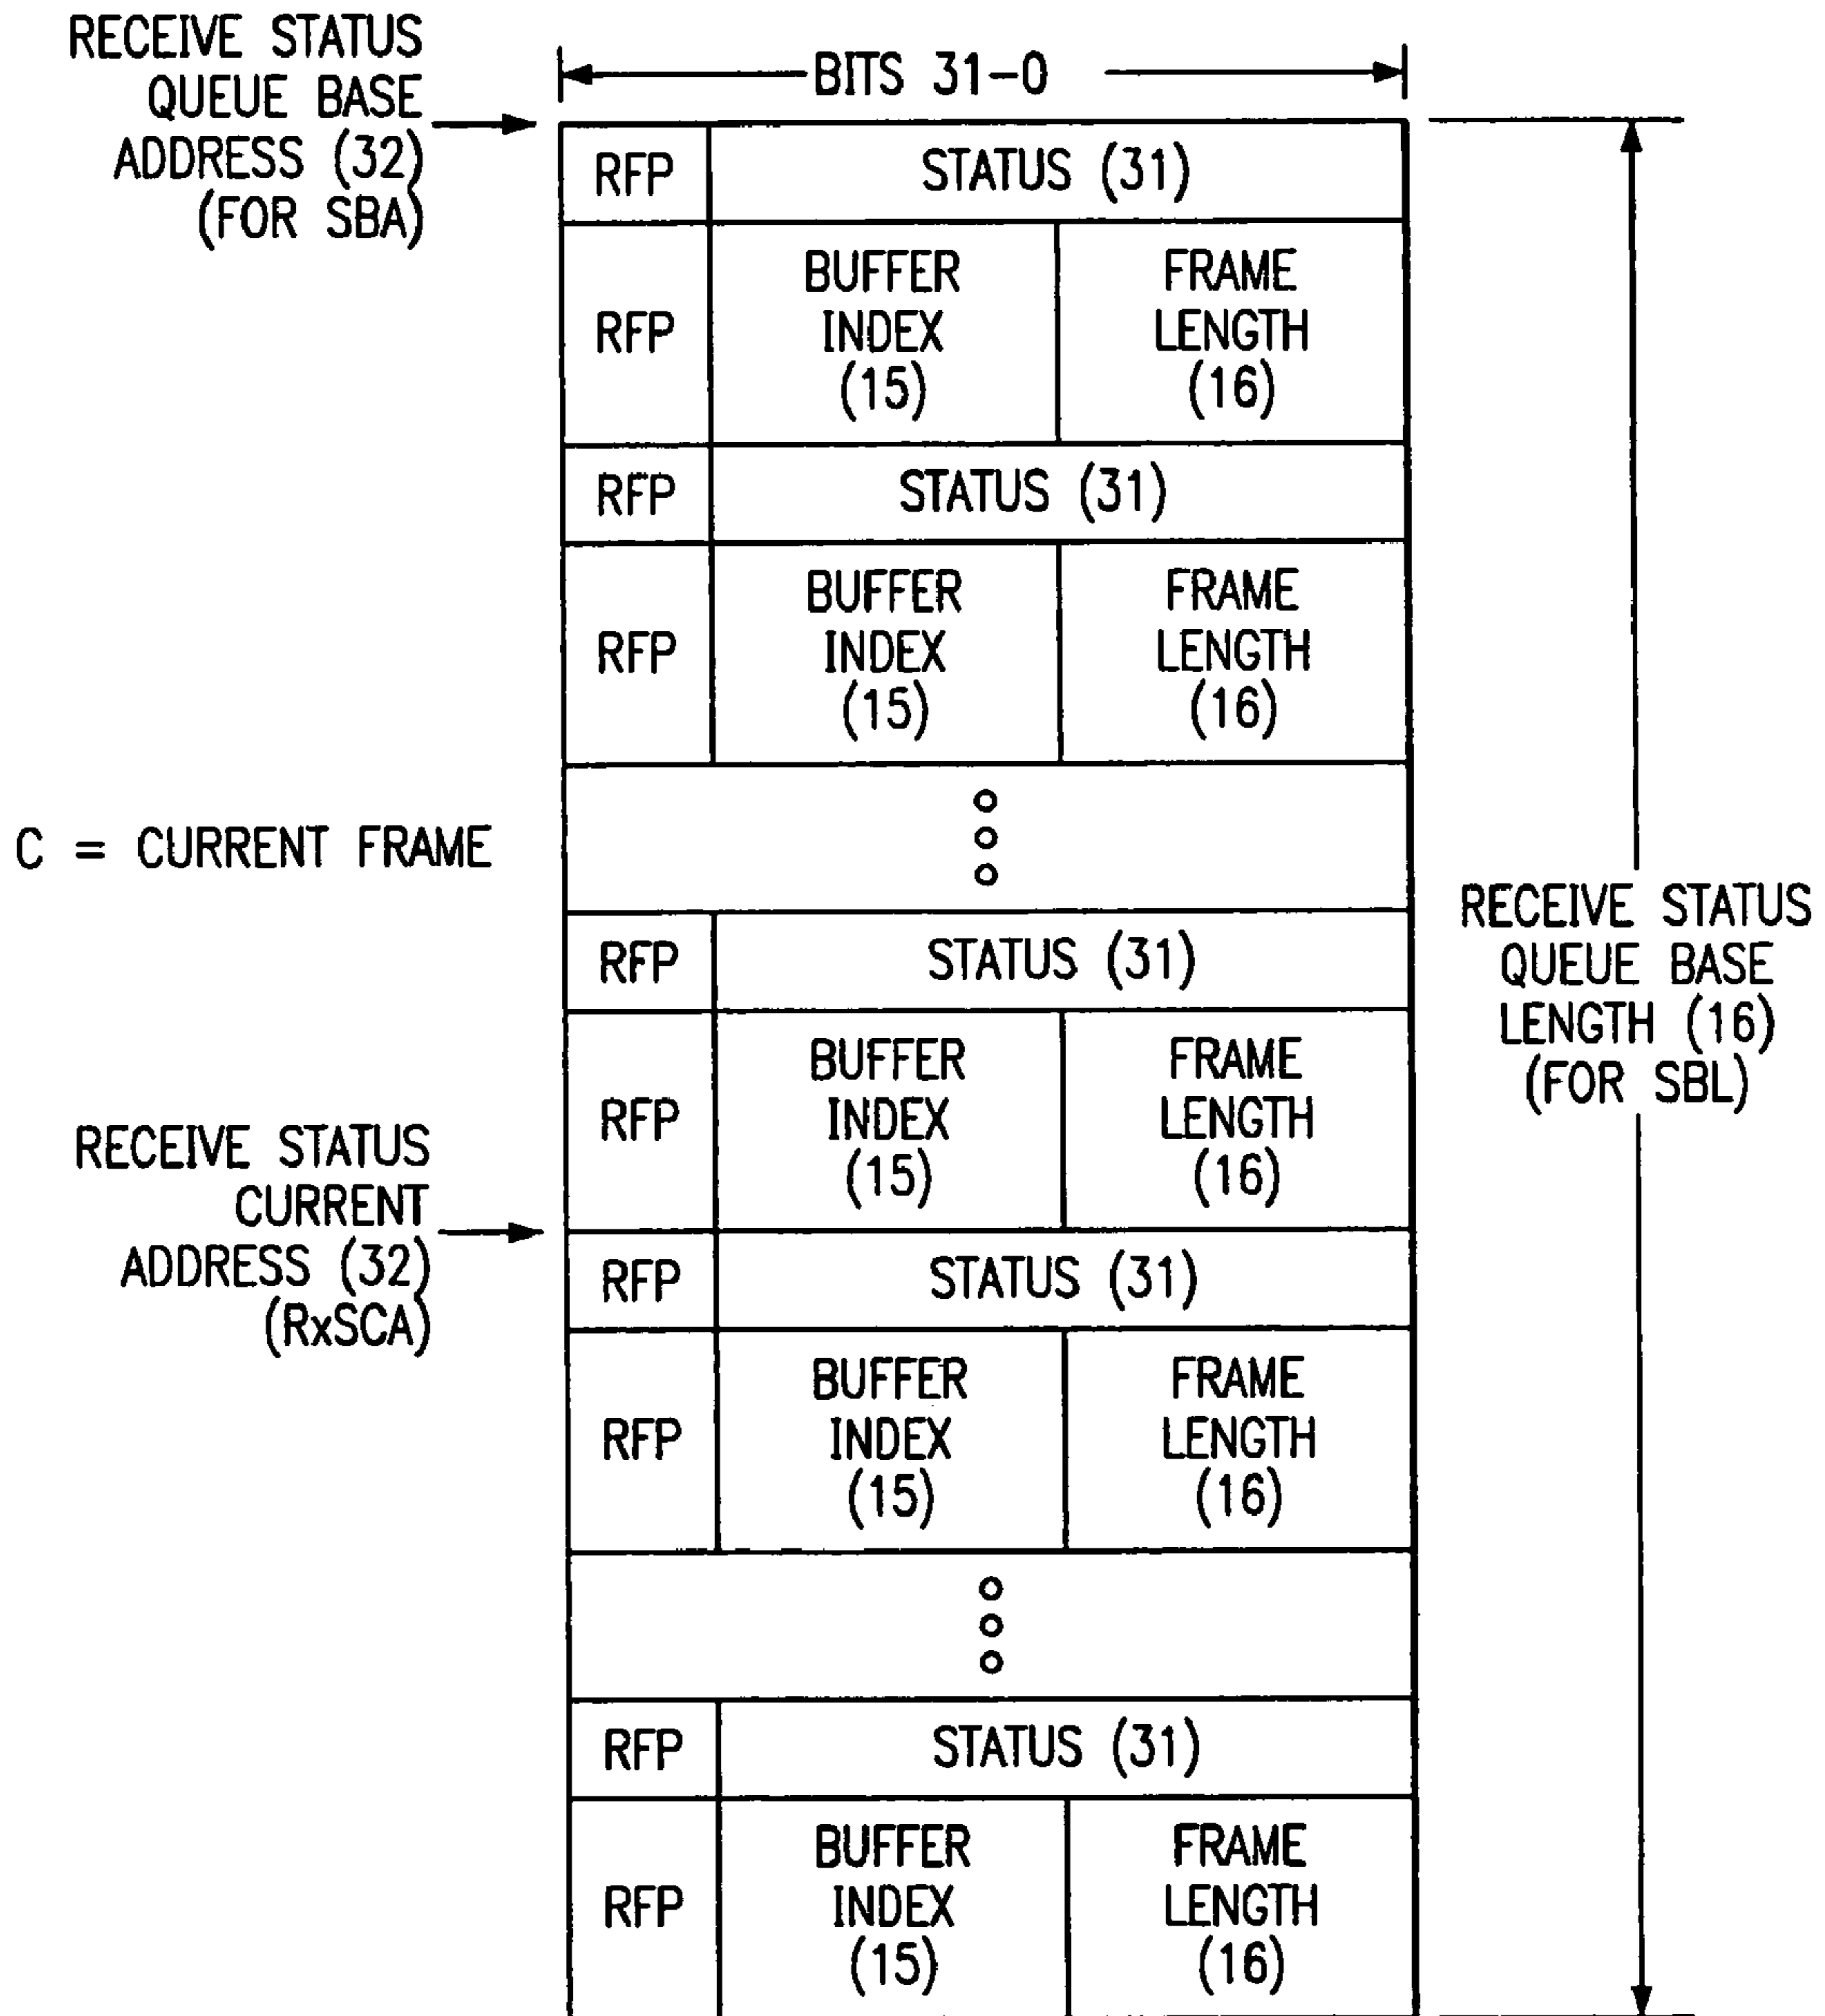 RECEIVE STATUS
QUEUE BASE
ADDRESS (32)
(FOR SBA)
BITS 31-0
RFP STATUS (31)
RFP
BUFFER
INDEX
(15)
FRAME
LENGTH
(16)
RFP STATUS (31)
RFP
BUFFER
INDEX
(15)
FRAME
LENGTH
(16)
C = CURRENT FRAME
RECEIVE STATUS
QUEUE BASE
LENGTH (16)
(FOR SBL)
RFP STATUS (31)
RFP
BUFFER
INDEX
(15)
FRAME
LENGTH
(16)
RECEIVE STATUS
CURRENT
ADDRESS (32)
(RxSCA)
RFP STATUS (31)
RFP
BUFFER
INDEX
(15)
FRAME
LENGTH
(16)
RFP STATUS (31)
RFP
BUFFER
INDEX
(15)
FRAME
LENGTH
(16)